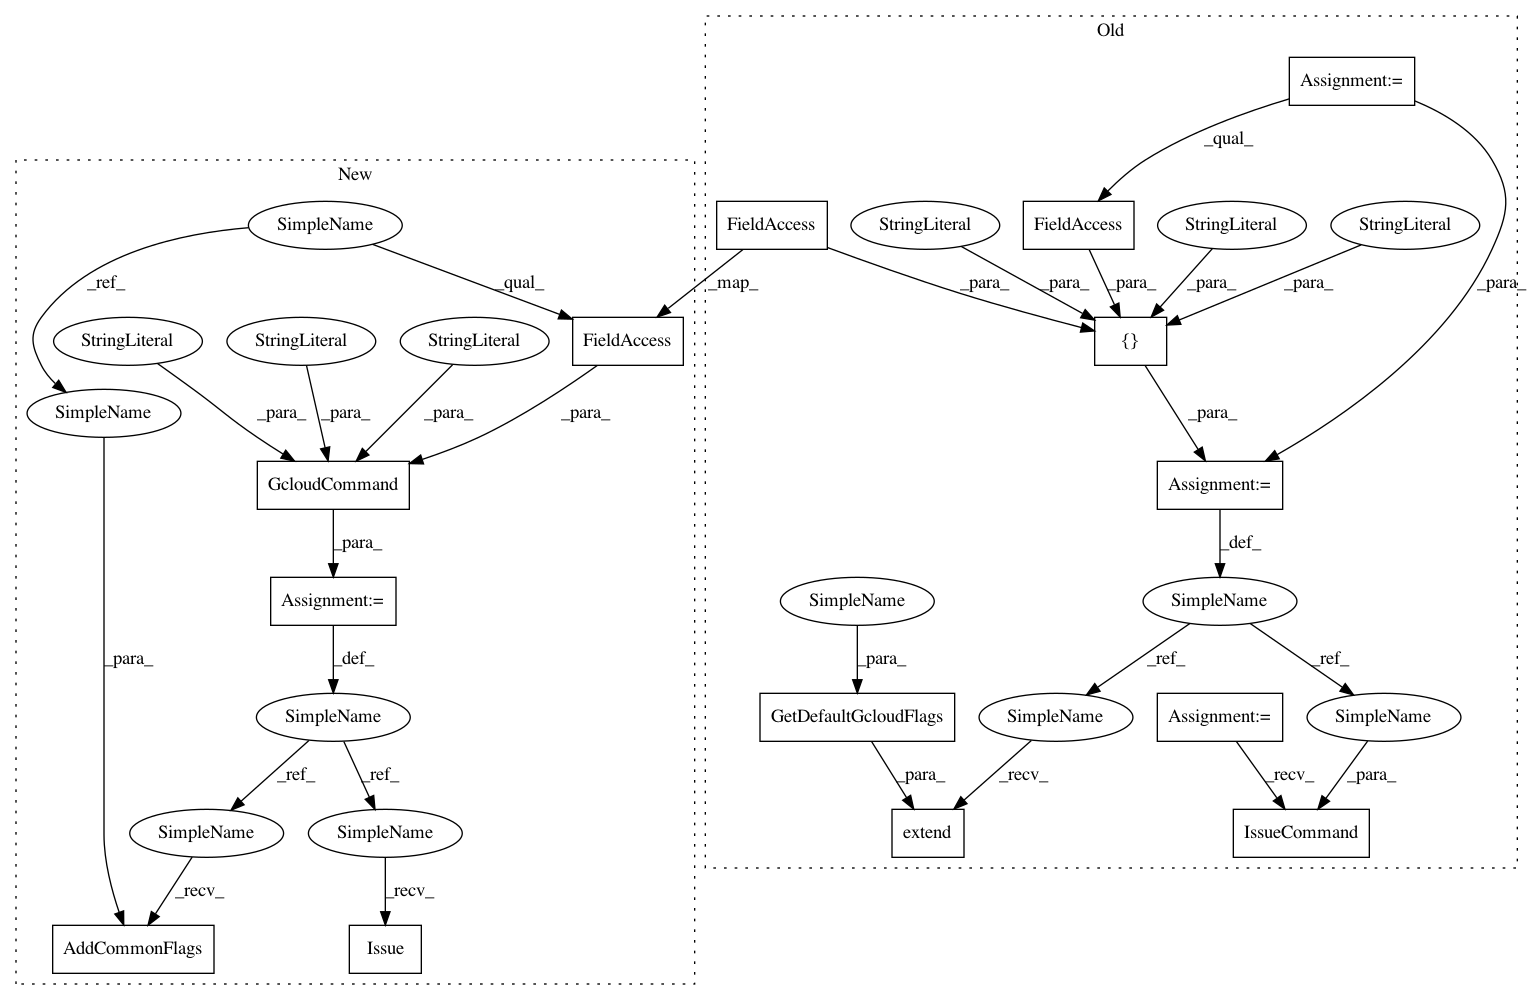 Old
Assignment:=
_qual_
New
SimpleName
FieldAccess
StringLiteral
FieldAccess
StringLiteral
StringLiteral
_ref_
_qual_
_map_
_para_
_para_
_para_
_para_
_para_
_para_
StringLiteral
StringLiteral
StringLiteral
FieldAccess
{}
SimpleName
_para_
_para_
_para_
_para_
_para_
GcloudCommand
Assignment:=
_para_
_def_
Assignment:=
SimpleName
SimpleName
_para_
_def_
_para_
_ref_
_ref_
SimpleName
GetDefaultGcloudFlags
SimpleName
Assignment:=
SimpleName
_ref_
_ref_
_para_
_recv_
_recv_
_para_
SimpleName
SimpleName
extend
IssueCommand
_recv_
_recv_
AddCommonFlags
Issue